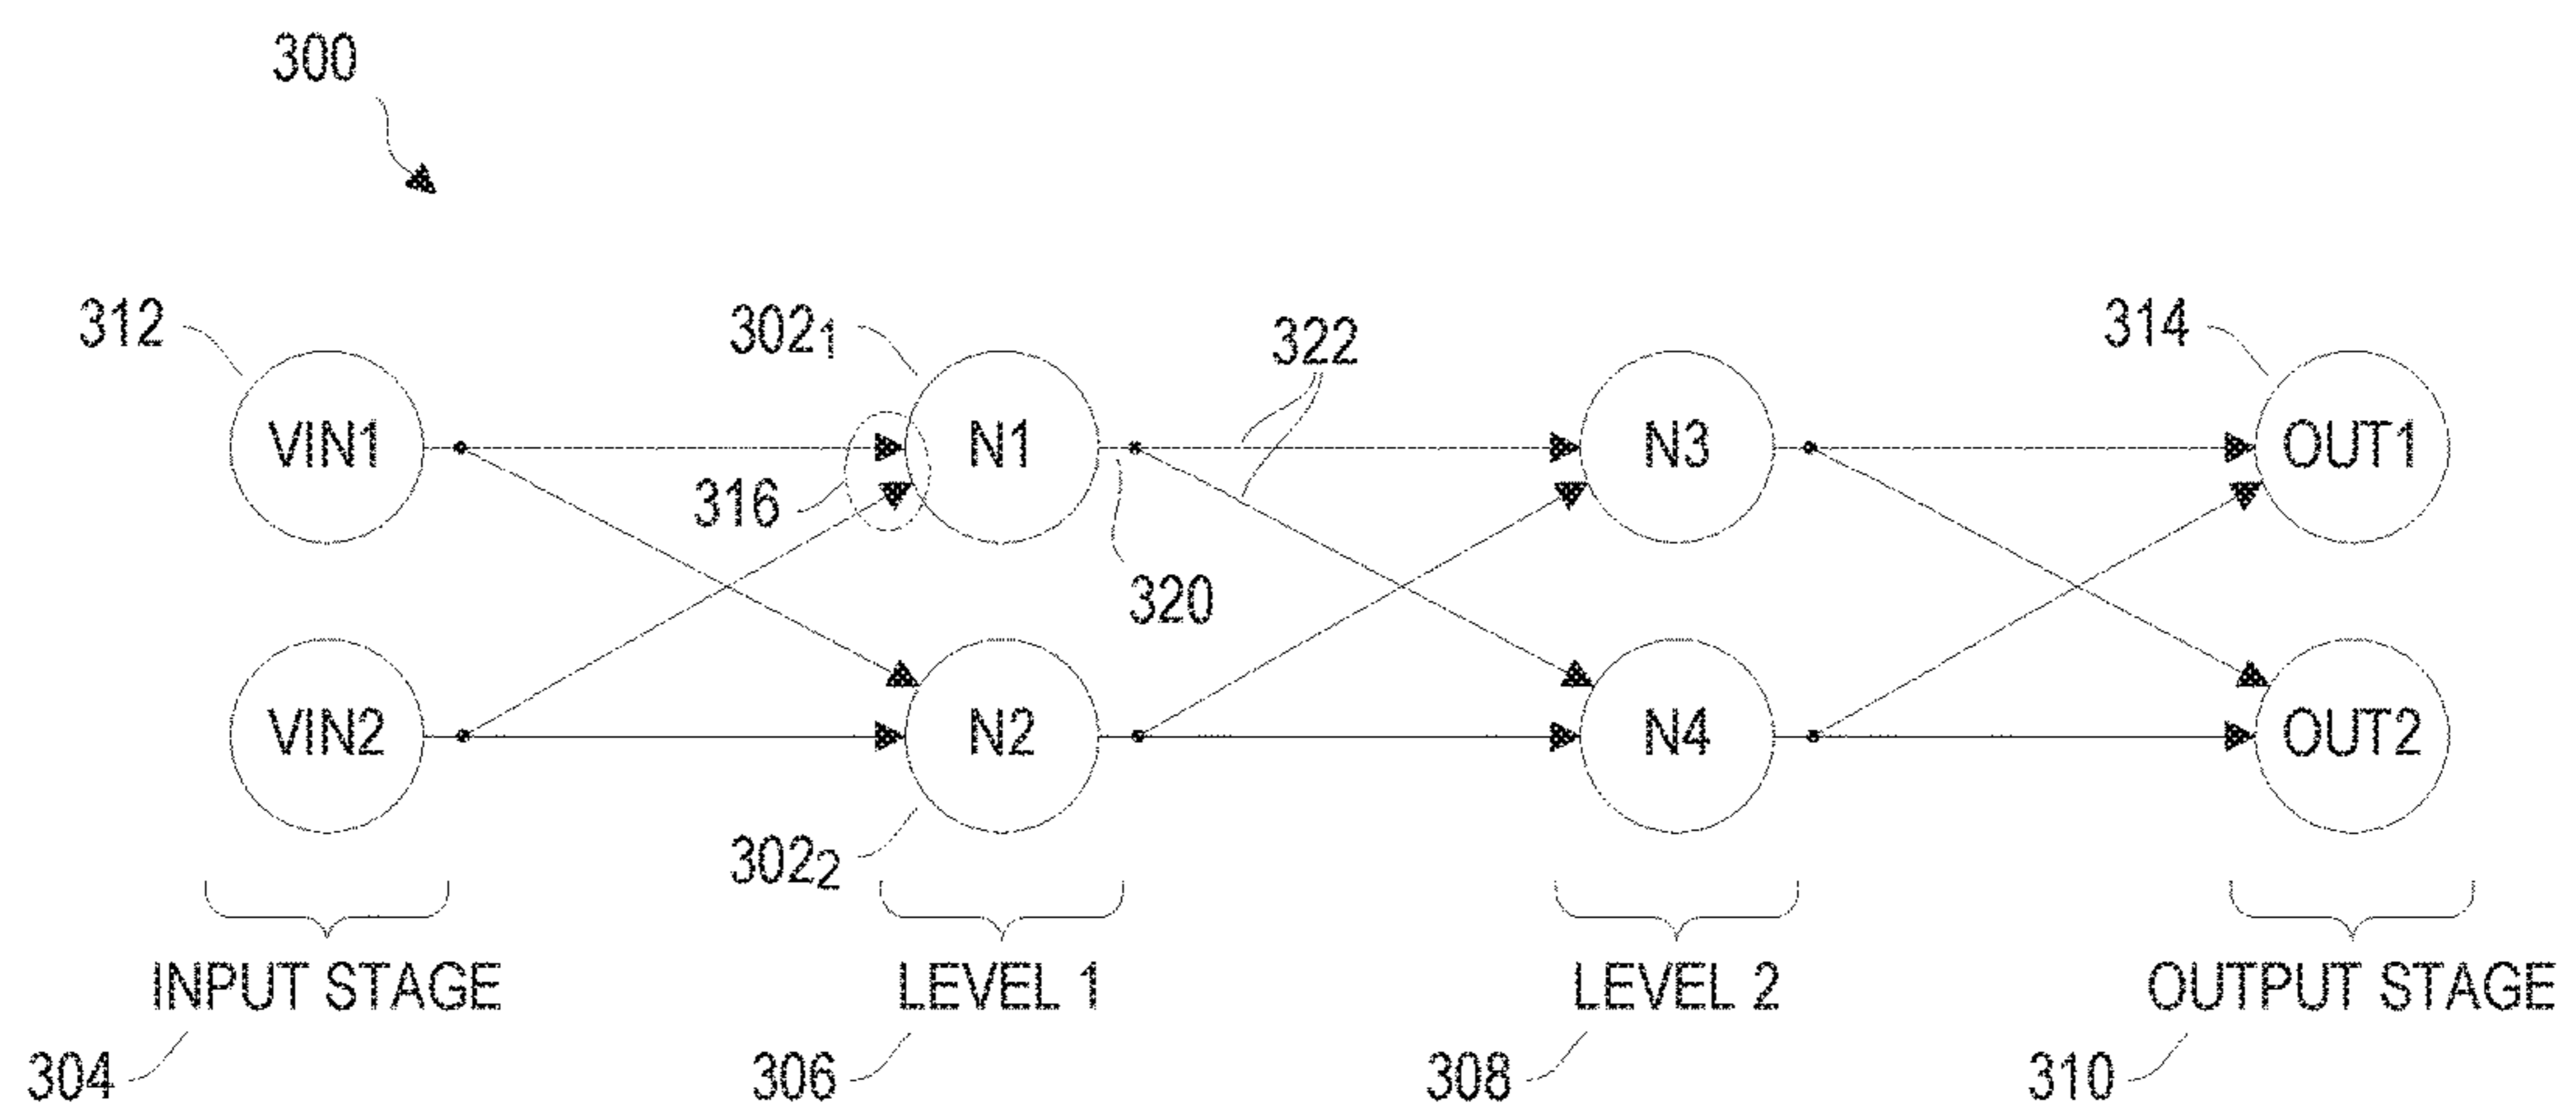 300
312
302₁
322
314
VIN1
N1
N3
OUT1
316
320
VIN2
N2
N4
OUT2
302₂
INPUT STAGE
LEVEL 1
LEVEL 2
OUTPUT STAGE
304
306
308
310